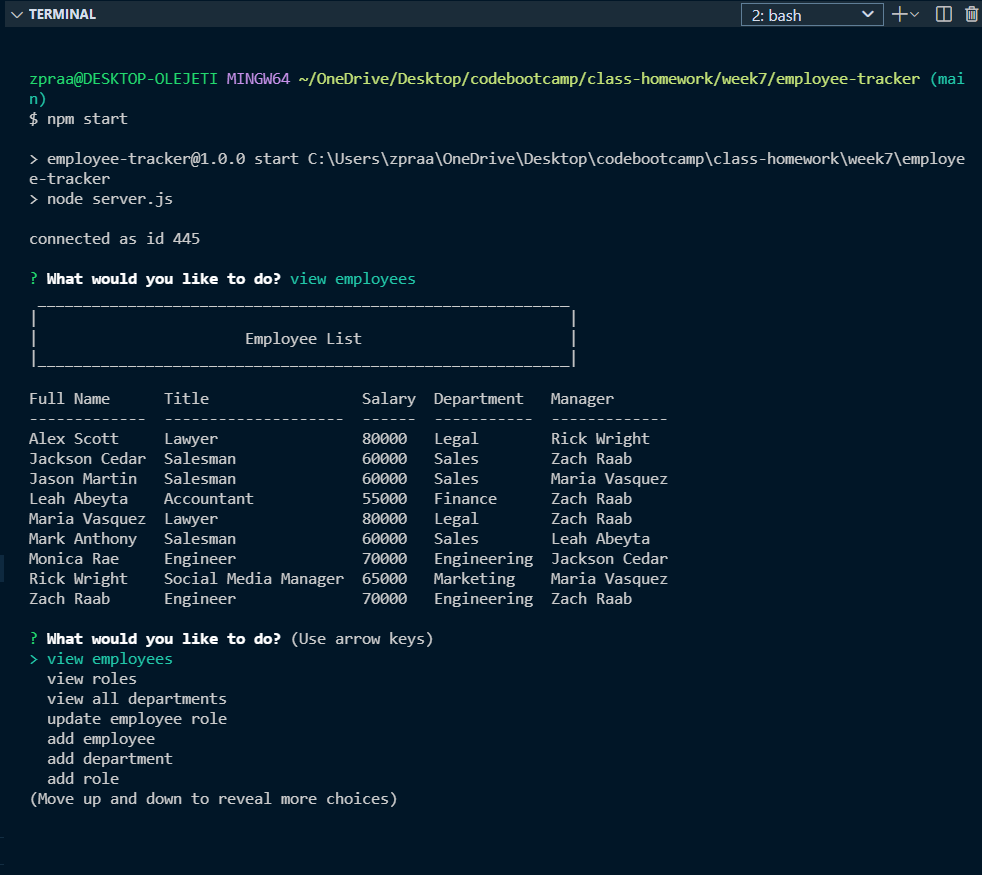 TERMINAL
2: bash
zpraa@DESKTOP-OLEJETI MINGW64 ~/OneDrive/Desktop/codebootcamp/class-homework/week7/employee-tracker (mai
n)
$ npm start
> employee-tracker@1.0.0 start C:\Users\zpraa\OneDrive\Desktop\codebootcamp\class-homework\week7\employe
e-tracker
> node server.js
connected as id 445
? What would you like to do? view employees
Employee List
Full Name      Title                 Salary  Department   Manager
-------------  --------------------  ------  -----------  -------------
Alex Scott     Lawyer                80000   Legal        Rick Wright
Jackson Cedar  Salesman              60000   Sales        Zach Raab
Jason Martin   Salesman              60000   Sales        Maria Vasquez
Leah Abeyta    Accountant            55000   Finance      Zach Raab
Maria Vasquez  Lawyer                80000   Legal        Zach Raab
Mark Anthony   Salesman              60000   Sales        Leah Abeyta
Monica Rae     Engineer              70000   Engineering  Jackson Cedar
Rick Wright    Social Media Manager  65000   Marketing    Maria Vasquez
Zach Raab      Engineer              70000   Engineering  Zach Raab
? What would you like to do? (Use arrow keys)
> view employees
view roles
view all departments
update employee role
add employee
add department
add role
(Move up and down to reveal more choices)